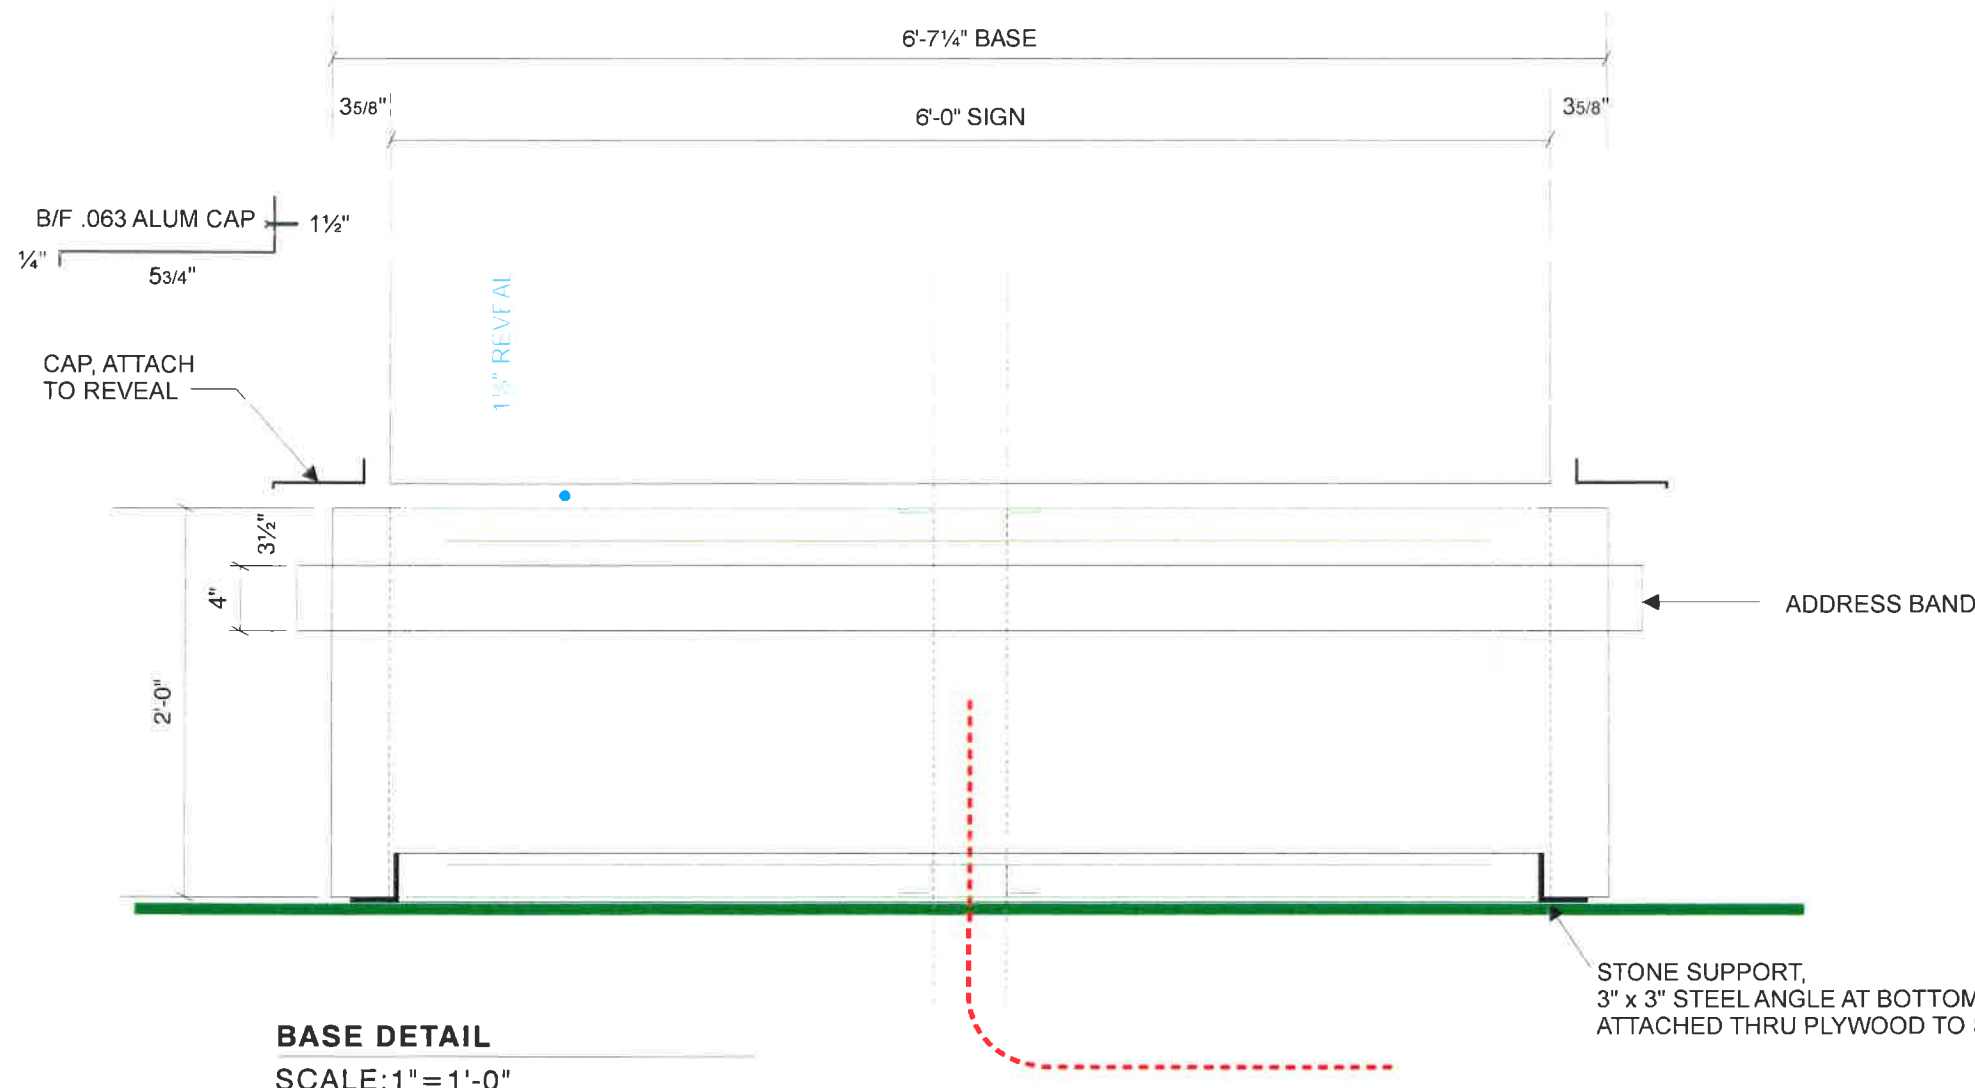 6'-7¼" BASE
35/8"
6'-0" SIGN
35/8"
B/F .063 ALUM CAP
1½"
¼"
53/4"
1½" REVEAL
CAP, ATTACH
TO REVEAL
3½"
4"
ADDRESS BAND
2'-0"
STONE SUPPORT,
3" x 3" STEEL ANGLE AT BOTTOM
ATTACHED THRU PLYWOOD TO
BASE DETAIL
SCALE:1"=1'-0"